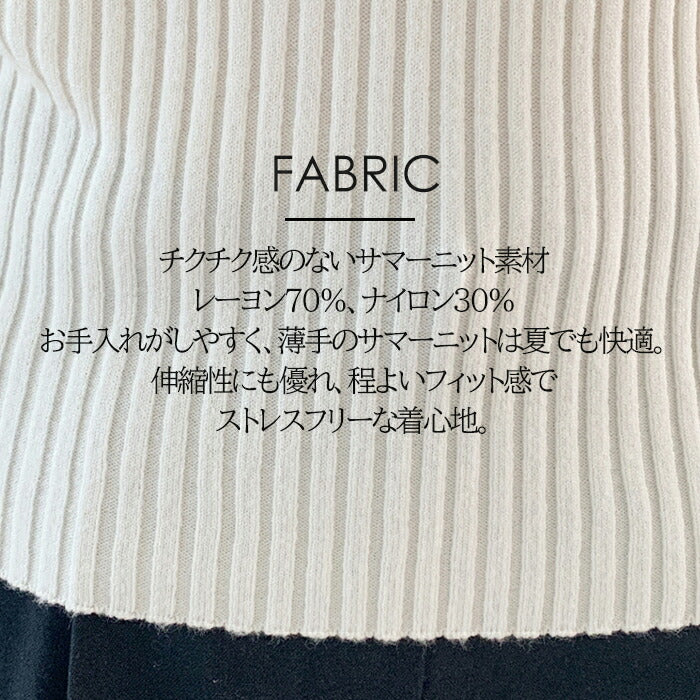 FABRIC
チクチク感のないサマーニット素材
レーヨン70％、ナイロン30％
お手入れがしやすく、薄手のサマーニットは夏でも快適。
伸縮性にも優れ、程よいフィット感で
ストレスフリーな着心地。